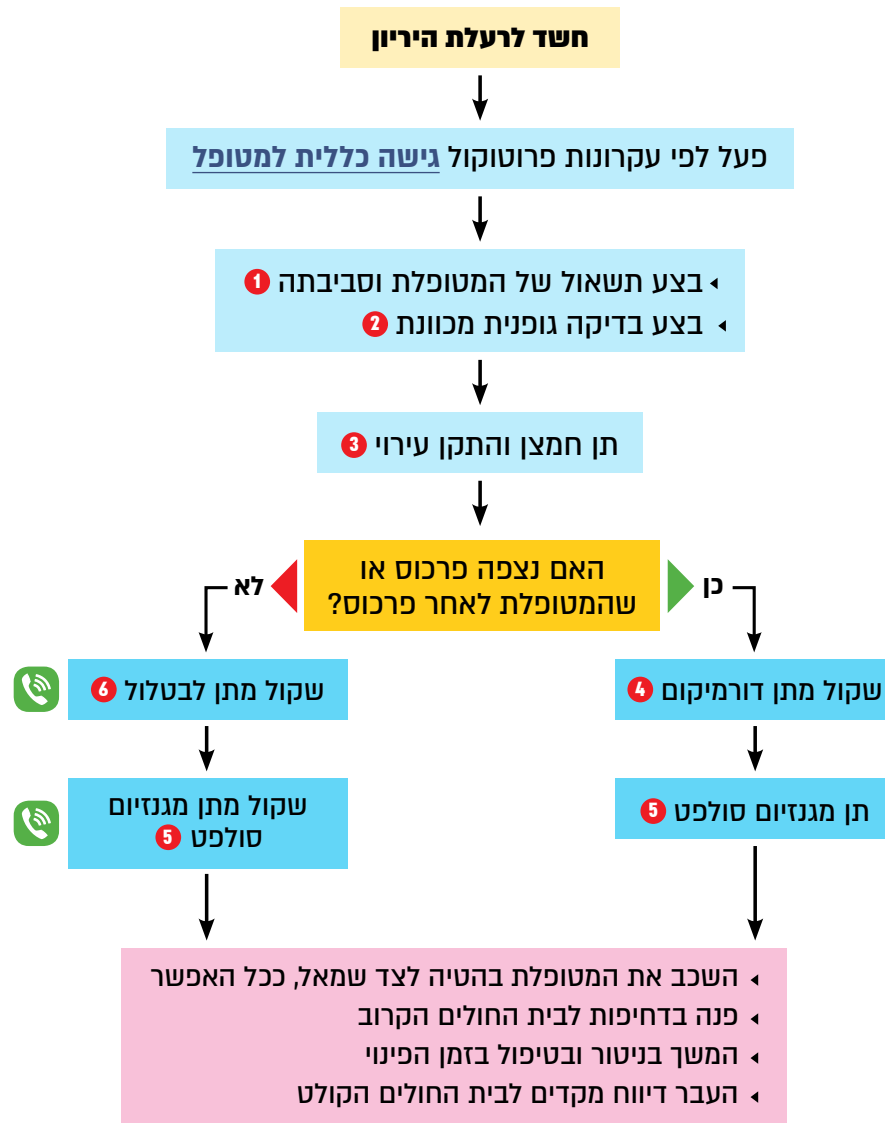 חשד לרעלת היריון
פעל לפי עקרונות פרוטוקול גישה כללית למטופל
בצע תשאול של המטופלת וסביבתה 1
בצע בדיקה גופנית מכוונת 2
תן חמצן והתקן עירוי 3
האם נצפה פרכוס או
שהמטופלת לאחר פרכוס?
כן
לא
שקול מתן דורמיקום 4
תן מגנזיום סולפט 5
שקול מתן לבטלול 6
שקול מתן מגנזיום
סולפט 5
השכב את המטופלת בהטיה לצד שמאל, ככל האפשר
פנה בדחיפות לבית החולים הקרוב
המשך בניטור ובטיפול בזמן הפינוי
העבר דיווח מקדים לבית החולים הקולט